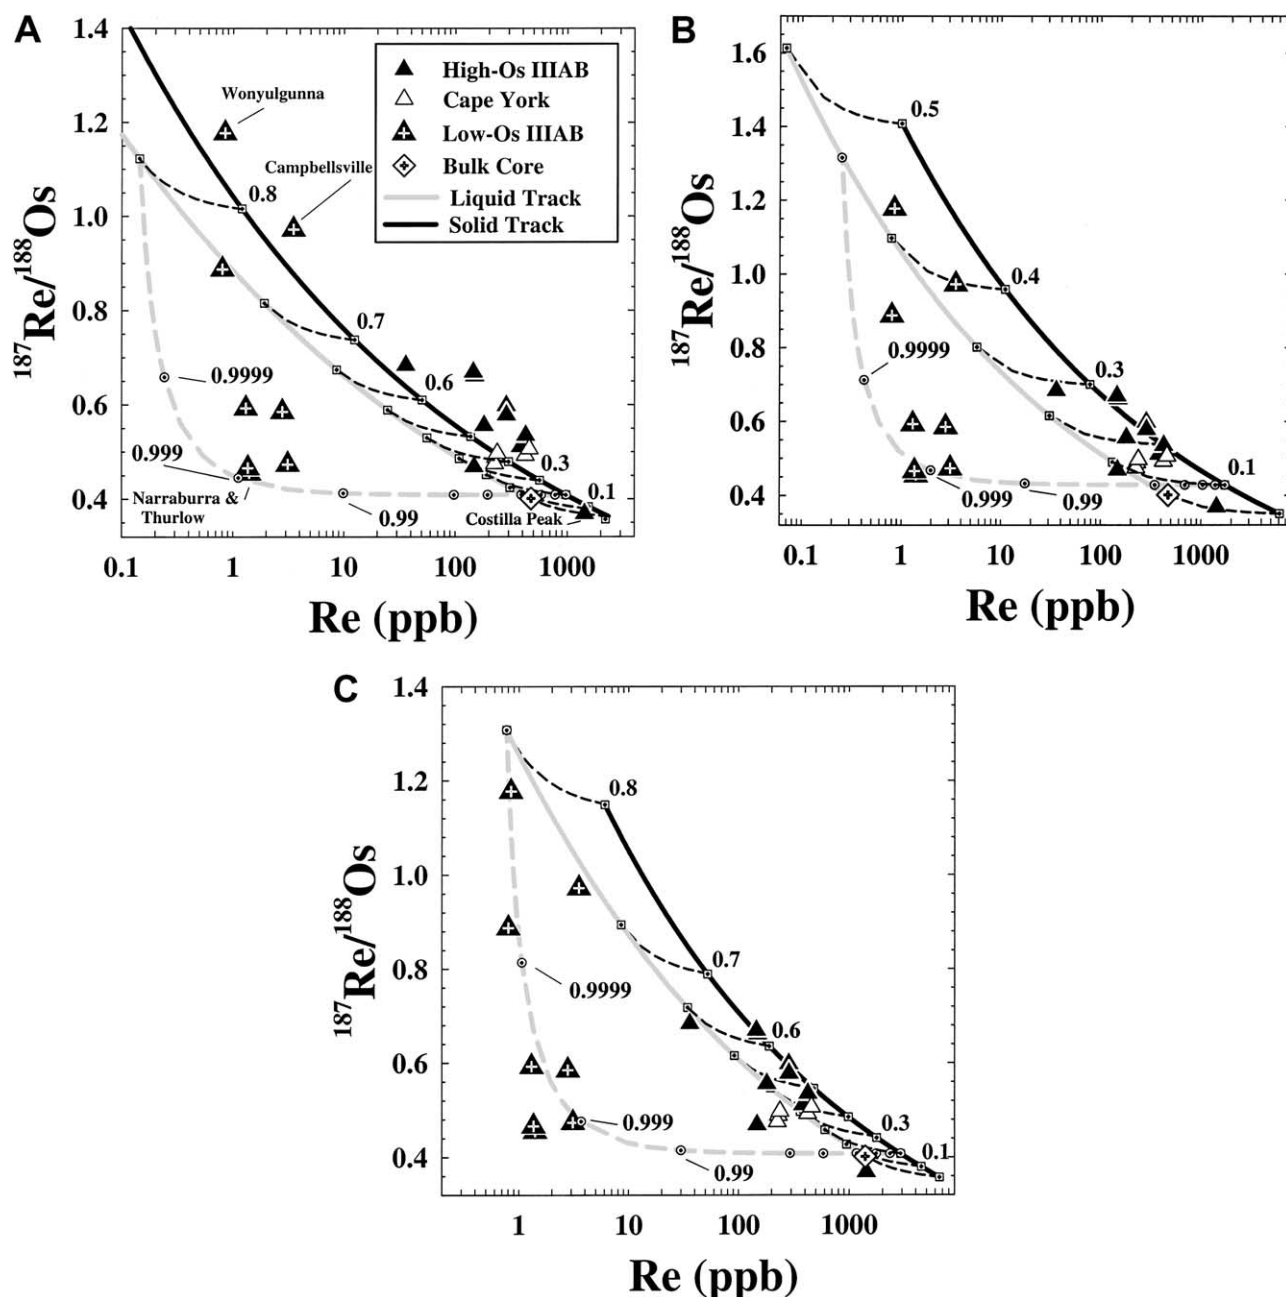 A
1.4
1.2
1.0
0.8
0.6
0.4
187Re/188Os
Wonyulgunna
Campbellsville
High-Os IIIAB
Cape York
Low-Os IIIAB
Bulk Core
Liquid Track
Solid Track
0.8
0.7
0.6
0.3
0.1
0.9999
0.999
0.99
Narraburra &
Thurlow
Costilla Peak
0.1 1 10 100 1000
Re (ppb)
B
1.6
1.4
1.2
1.0
0.8
0.6
0.4
187Re/188Os
0.5
0.4
0.3
0.1
0.9999
0.999
0.99
0.1 1 10 100 1000
Re (ppb)
C
1.4
1.2
1.0
0.8
0.6
0.4
187Re/188Os
0.8
0.7
0.6
0.3
0.1
0.9999
0.999
0.99
1 10 100 1000
Re (ppb)